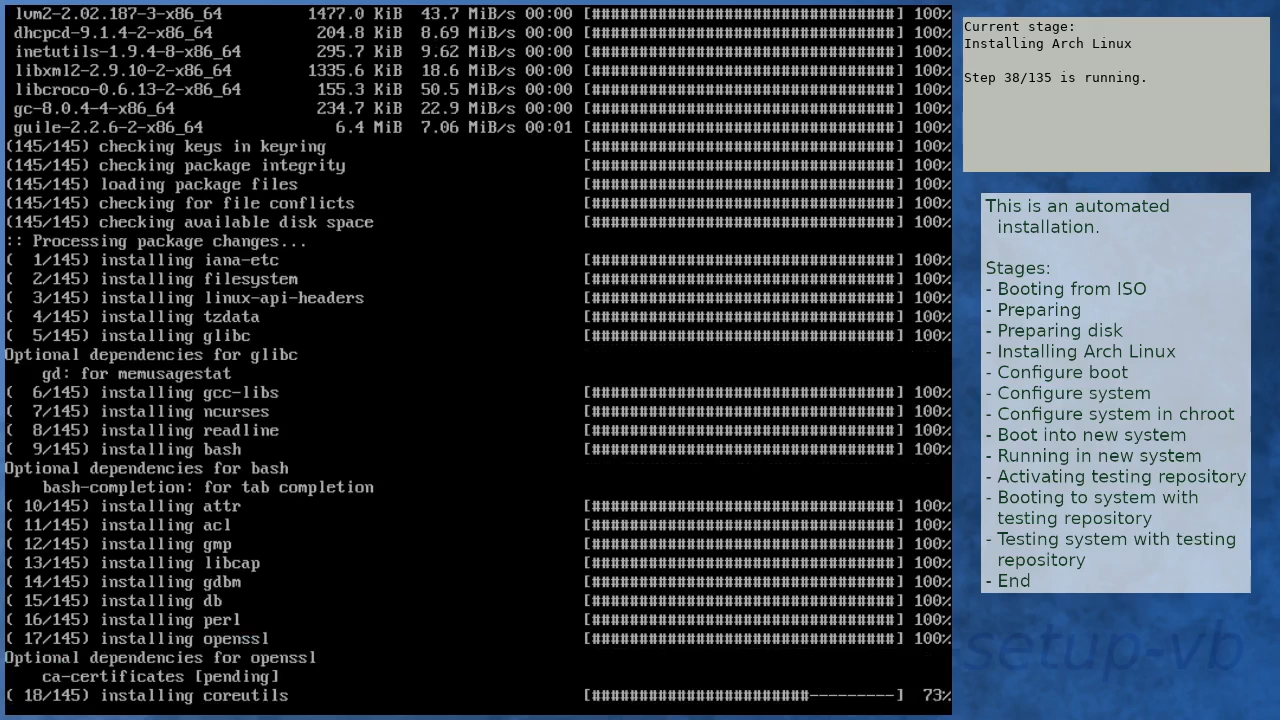 lvm2-2.02.187-3-x86_64 1477.0 KiB 43.7 MiB/s 00:00 [################################] 100%
dhcpcd-9.1.4-2-x86_64 204.8 KiB 8.69 MiB/s 00:00 [################################] 100%
inetutils-1.9.4-8-x86_64 295.7 KiB 9.62 MiB/s 00:00 [################################] 100%
libxml2-2.9.10-2-x86_64 1335.6 KiB 18.6 MiB/s 00:00 [################################] 100%
libcroco-0.6.13-2-x86_64 155.3 KiB 50.5 MiB/s 00:00 [################################] 100%
gc-8.0.4-4-x86_64 234.7 KiB 22.9 MiB/s 00:00 [################################] 100%
guile-2.2.6-2-x86_64 6.4 MiB 7.06 MiB/s 00:01 [################################] 100%
(145/145) checking keys in keyring [################################] 100%
(145/145) checking package integrity [################################] 100%
(145/145) loading package files [################################] 100%
(145/145) checking for file conflicts [################################] 100%
(145/145) checking available disk space [################################] 100%
:: Processing package changes...
( 1/145) installing iana-etc [################################] 100%
( 2/145) installing filesystem [################################] 100%
( 3/145) installing linux-api-headers [################################] 100%
( 4/145) installing tzdata [################################] 100%
( 5/145) installing glibc [################################] 100%
Optional dependencies for glibc
gd: for memusagestat
( 6/145) installing gcc-libs [################################] 100%
( 7/145) installing ncurses [################################] 100%
( 8/145) installing readline [################################] 100%
( 9/145) installing bash [################################] 100%
Optional dependencies for bash
bash-completion: for tab completion
( 10/145) installing attr [################################] 100%
( 11/145) installing acl [################################] 100%
( 12/145) installing gmp [################################] 100%
( 13/145) installing libcap [################################] 100%
( 14/145) installing gdbm [################################] 100%
( 15/145) installing db [################################] 100%
( 16/145) installing perl [################################] 100%
( 17/145) installing openssl [################################] 100%
Optional dependencies for openssl
ca-certificates [pending]
( 18/145) installing coreutils [#######################---------] 73%
Current stage:
Installing Arch Linux
Step 38/135 is running.
This is an automated
installation.
Stages:
- Booting from ISO
- Preparing
- Preparing disk
- Installing Arch Linux
- Configure boot
- Configure system
- Configure system in chroot
- Boot into new system
- Running in new system
- Activating testing repository
- Booting to system with
testing repository
- Testing system with testing
repository
- End
setup-vb